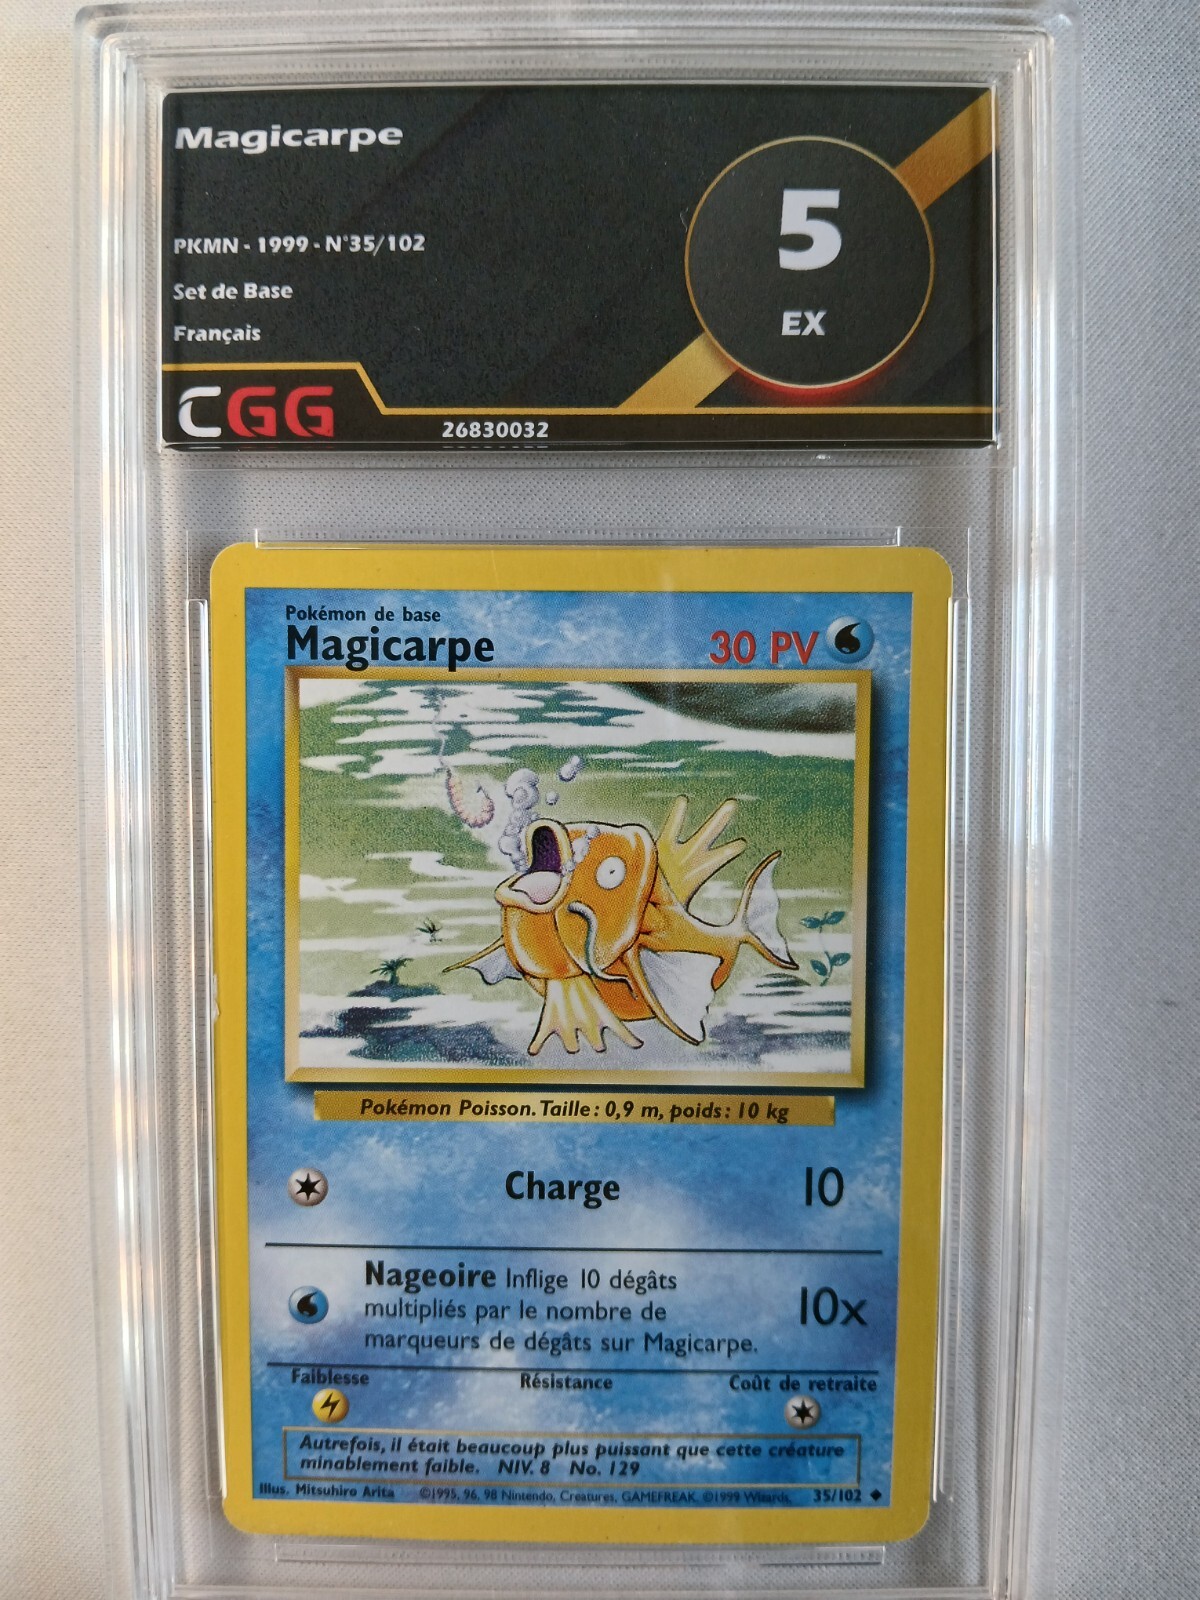 Magicarpe
PKMN - 1999 - N°35/102
Set de Base
Français
5
EX
CGG
26830032
Pokémon de base
Magicarpe
30 PV
Pokémon Poisson. Taille : 0,9 m, poids : 10 kg
Charge 10
Nageoire Inflige 10 dégâts
multipliés par le nombre de
marqueurs de dégâts sur Magicarpe.
10x
Faiblesse Résistance Coût de retraite
Autrefois, il était beaucoup plus puissant que cette créature
minablement faible. NIV. 8 No. 129
Illus. Mitsuhiro Arita ©1995, 96, 98 Nintendo, Creatures, GAMEFREAK. ©1999 Wizards. 35/102